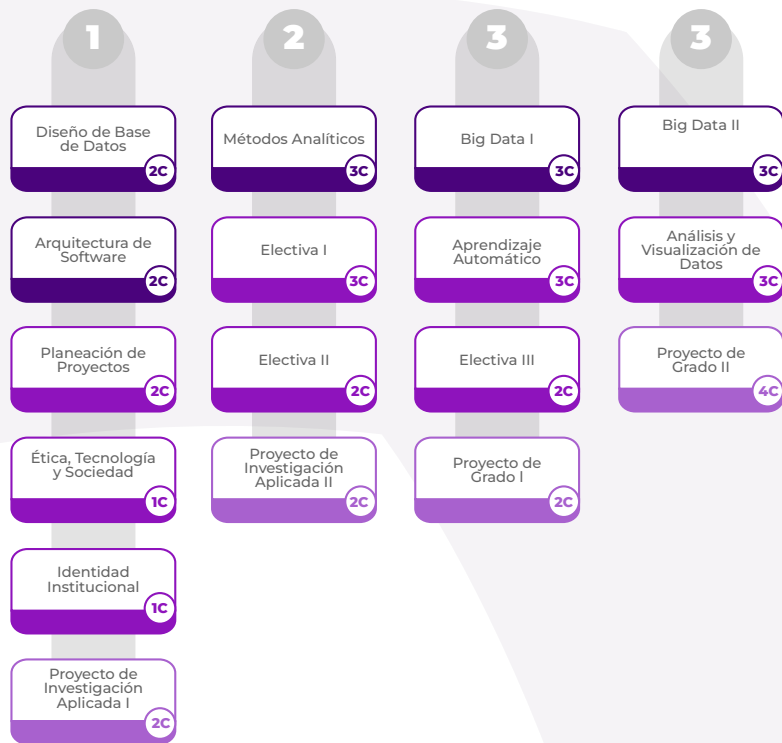 1
Diseño de Base
de Datos
2C
Arquitectura de
Software
2C
Planeación de
Proyectos
2C
Ética, Tecnología
y Sociedad
1C
Identidad
Institucional
1C
Proyecto de
Investigación
Aplicada I
2C
2
Métodos Analíticos
3C
Electiva I
3C
Electiva II
2C
Proyecto de
Investigación
Aplicada II
2C
3
Big Data I
3C
Aprendizaje
Automático
3C
Electiva III
2C
Proyecto de
Grado I
2C
3
Big Data II
3C
Análisis y
Visualización de
Datos
3C
Proyecto de
Grado II
4C